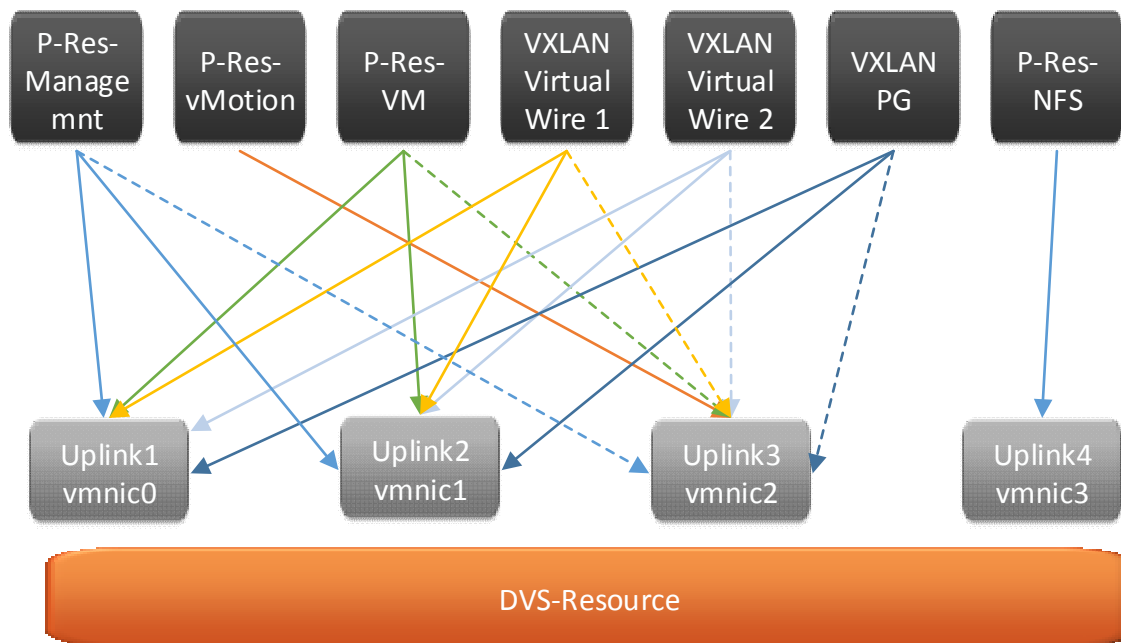 P-Res-
Manage
mnt
P-Res-
vMotion
P-Res-
VM
VXLAN
Virtual
Wire 1
VXLAN
Virtual
Wire 2
VXLAN
PG
P-Res-
NFS
Uplink1
vmnic0
Uplink2
vmnic1
Uplink3
vmnic2
Uplink4
vmnic3
DVS-Resource